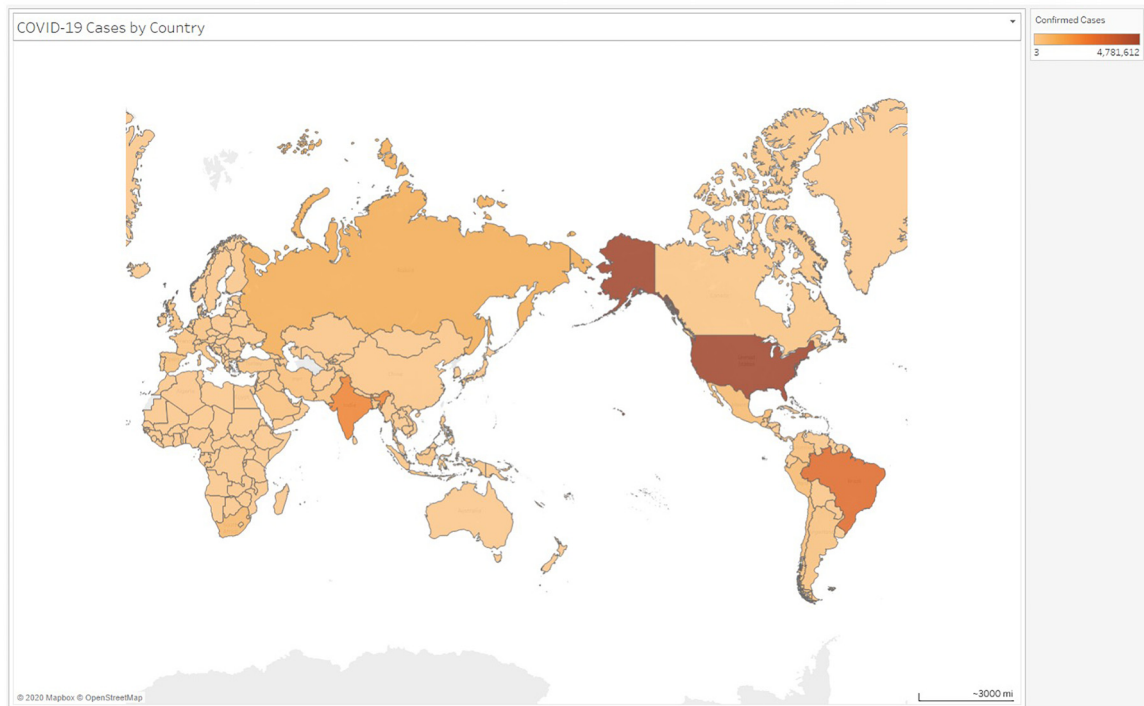 COVID-19 Cases by Country
Confirmed Cases
3 4,781,612
© 2020 Mapbox © OpenStreetMap
~3000 mi